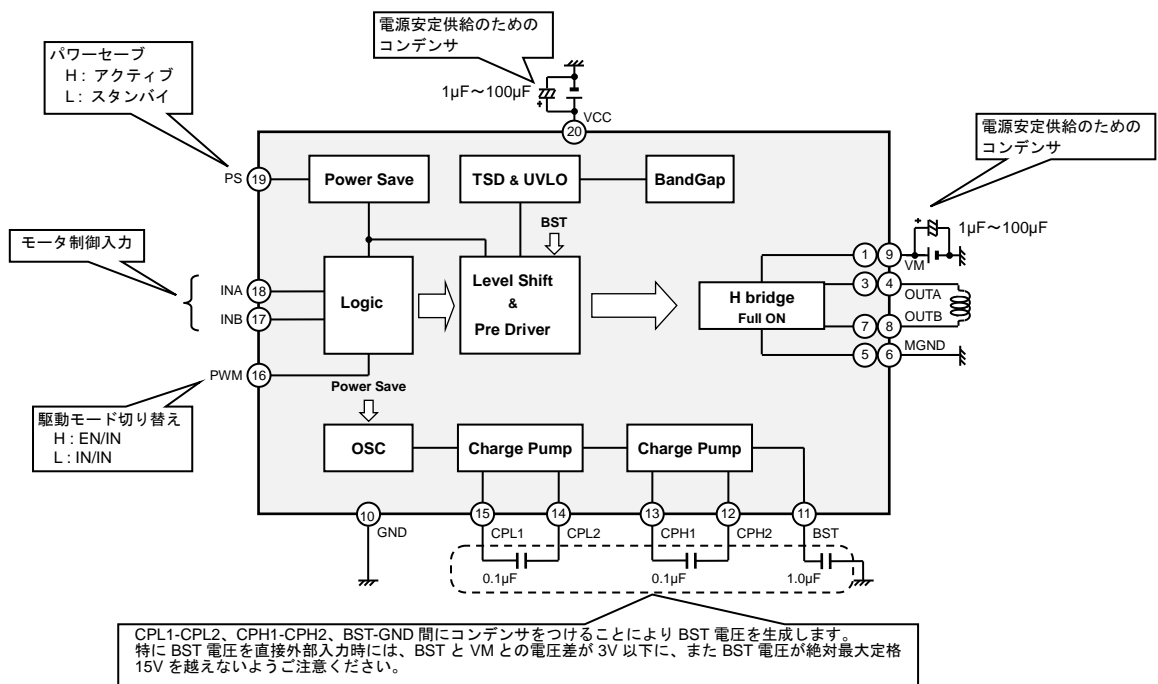 電源安定供給のための
コンデンサ
パワーセーブ
H : アクティブ
L : スタンバイ
1µF～100µF
VCC
20
電源安定供給のための
コンデンサ
PS 19
Power Save
TSD & UVLO
BandGap
BST
1µF～100µF
モータ制御入力
1 9
VM
INA 18
Logic
Level Shift
&
Pre Driver
H bridge
Full ON
3 4
OUTA
INB 17
7 8
OUTB
5 6
MGND
PWM 16
Power Save
駆動モード切り替え
H : EN/IN
L : IN/IN
OSC
Charge Pump
Charge Pump
10
15
14
13
12
11
GND
CPL1
CPL2
CPH1
CPH2
BST
0.1µF
0.1µF
1.0µF
CPL1-CPL2、CPH1-CPH2、BST-GND 間にコンデンサをつけることにより BST 電圧を生成します。
特に BST 電圧を直接外部入力時には、BST と VM との電圧差が 3V 以下に、また BST 電圧が絶対最大定格
15V を越えないようご注意ください。